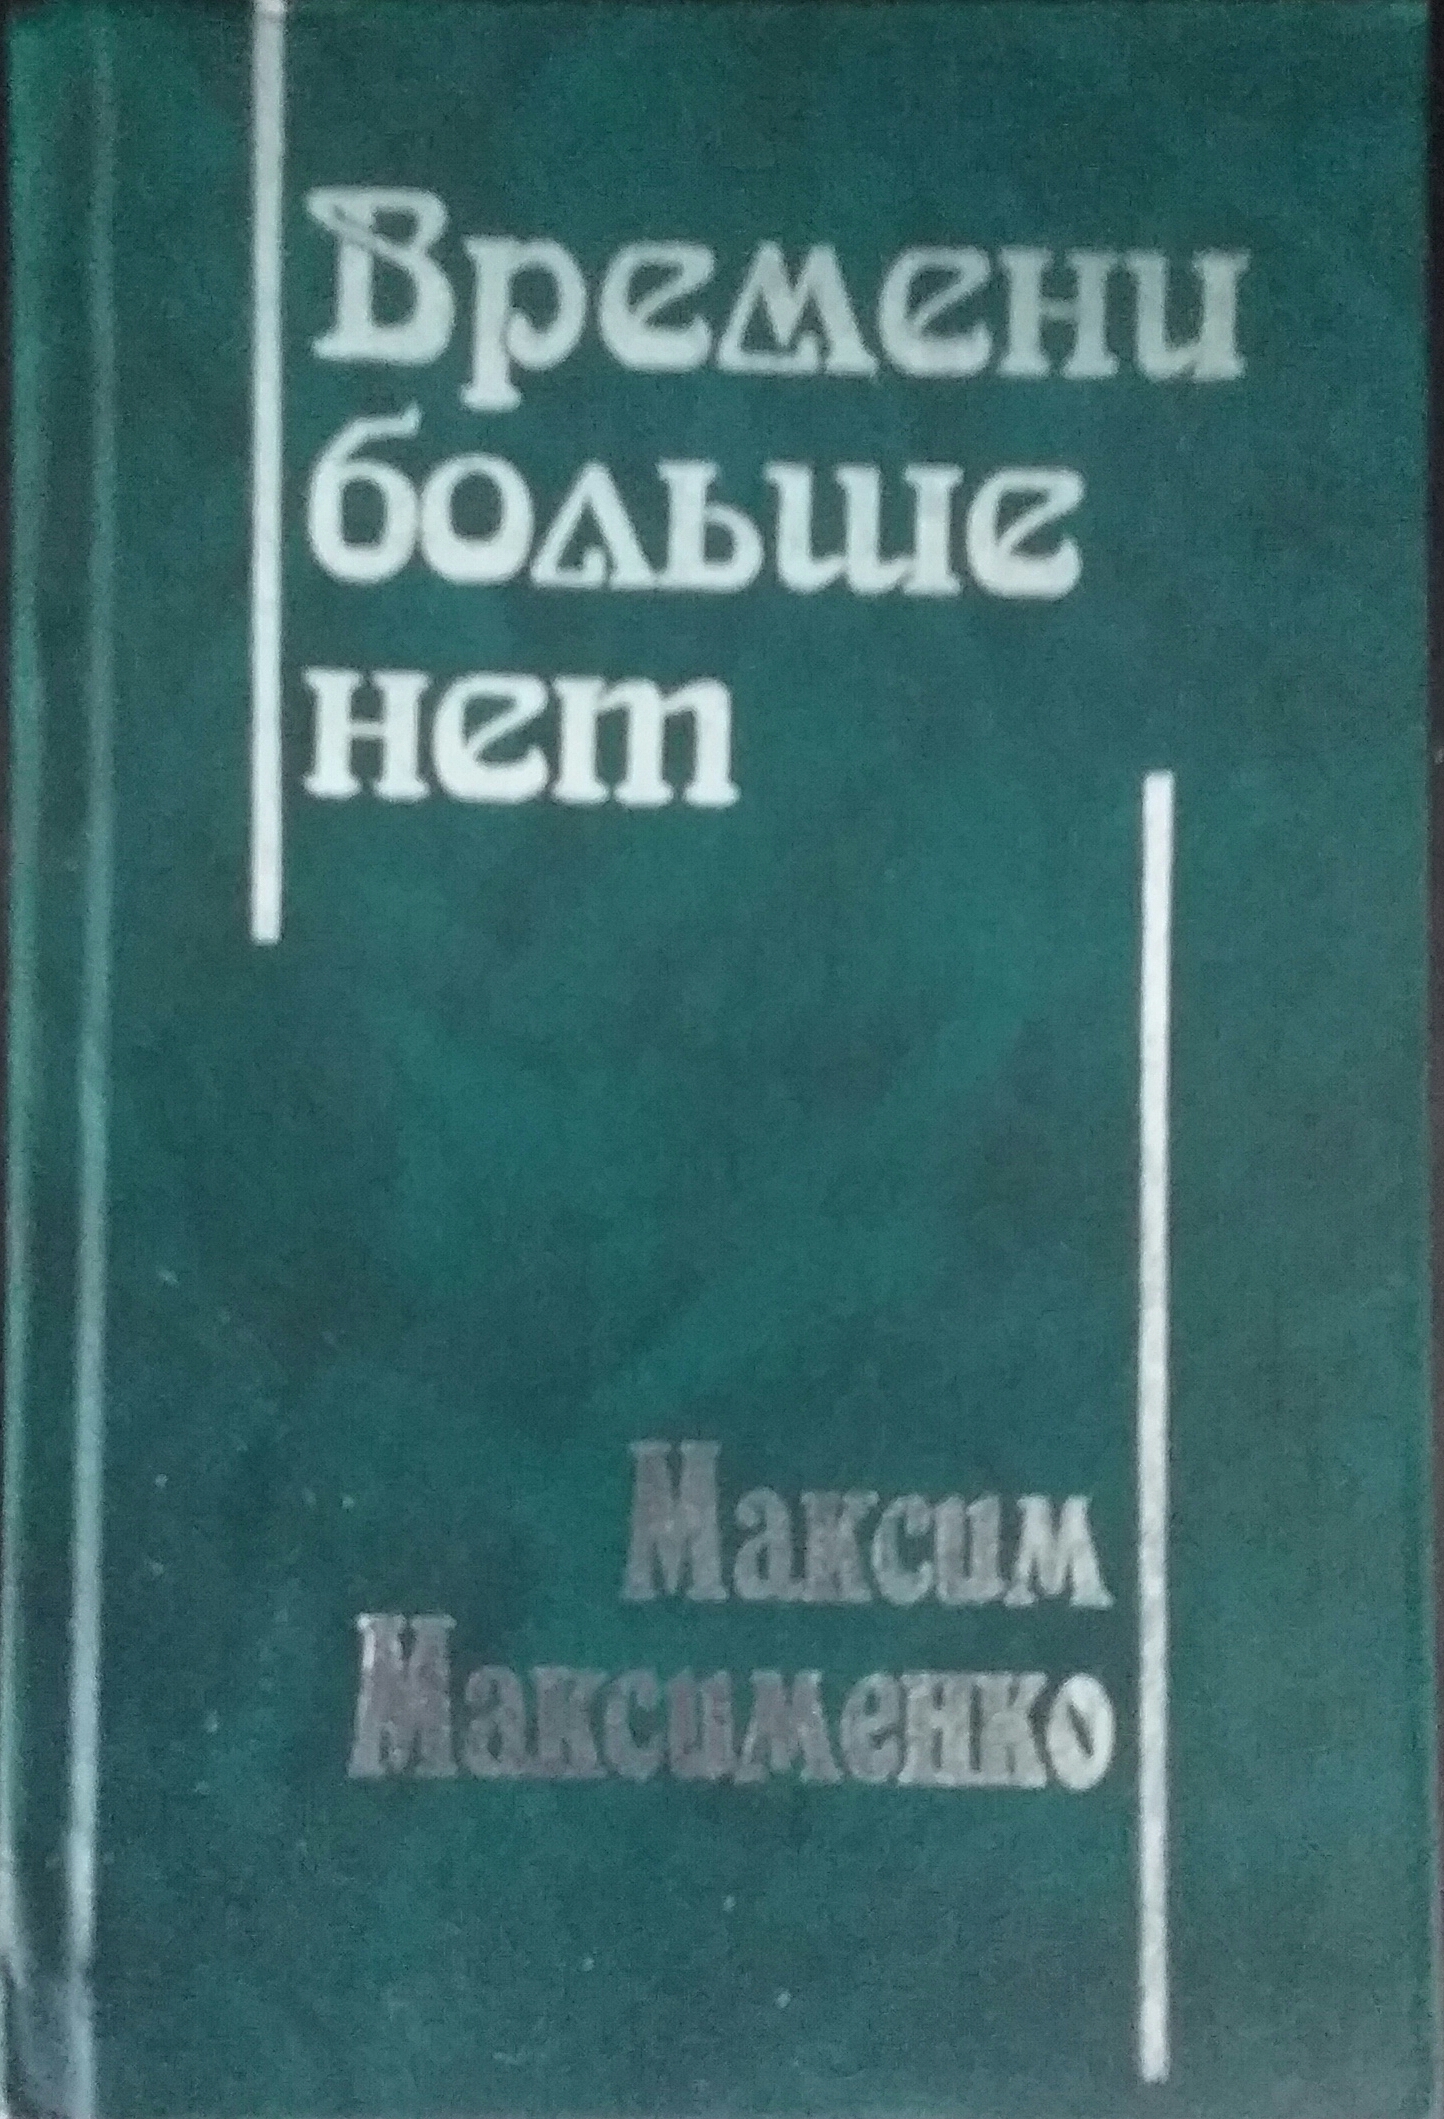 Времени
больше
нет
Максим
Максименко